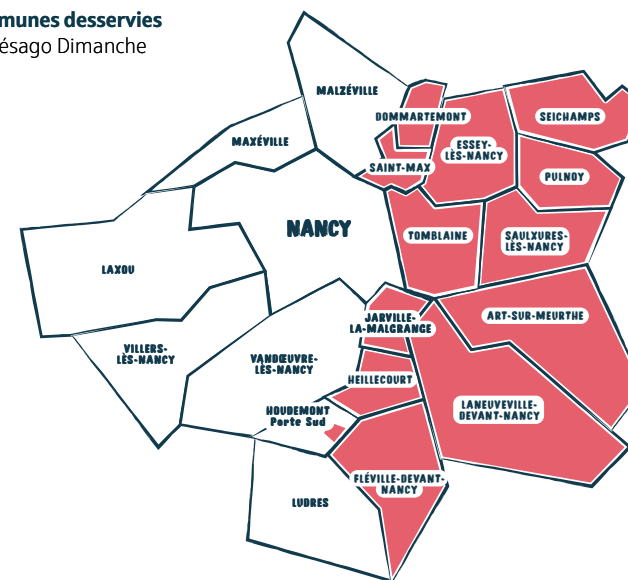 munes desservies
ésago Dimanche
MALZÉVILLE
DOMMARTEMONT
SEICHAMPS
MAXÉVILLE
ESSEY-
LÈS-NANCY
SAINT-MAX
PULNOY
NANCY
TOMBLAINE
SAULXURES-
LÈS-NANCY
LAXOU
JARVILLE-
LA-MALGRANGE
ART-SUR-MEURTHE
VILLERS-
LÈS-NANCY
VANDŒUVRE-
LÈS-NANCY
HEILLECOURT
HOUDEMONT
Porte Sud
LANEUVEVILLE-
DEVANT-NANCY
FLÉVILLE-DEVANT-
NANCY
LUDRES